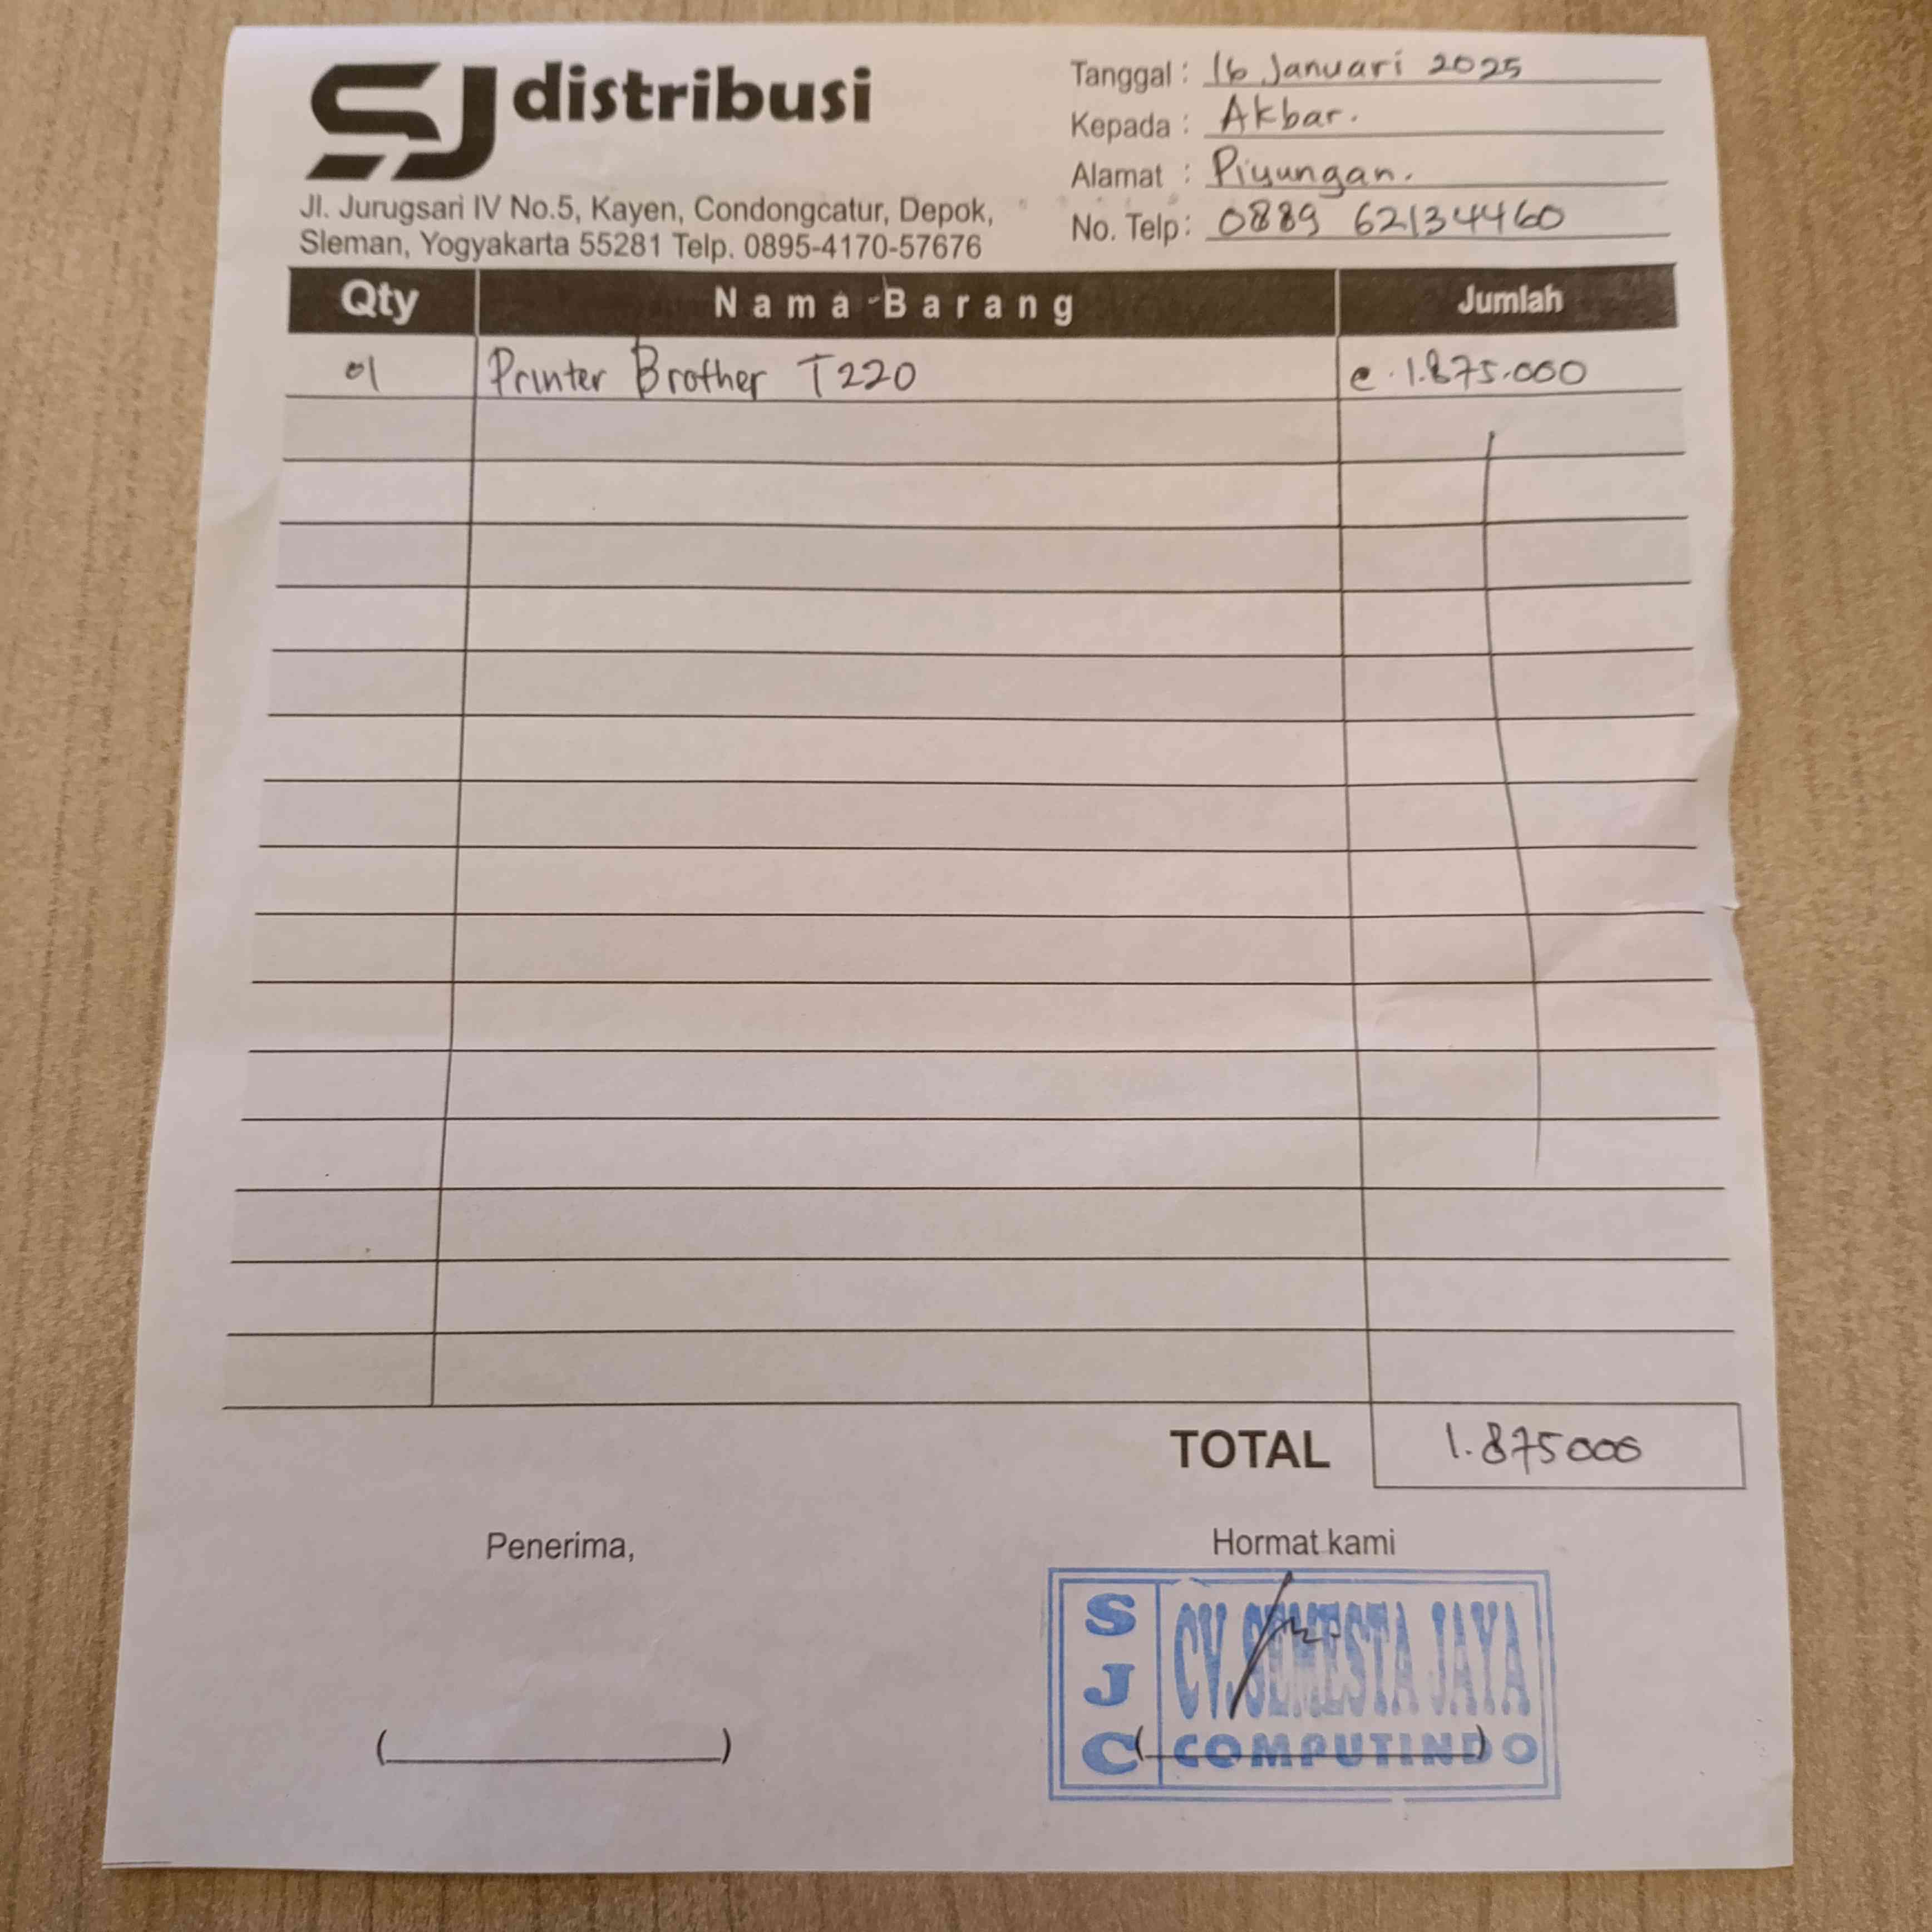 SJ distribusi
Jl. Jurugsari IV No.5, Kayen, Condongcatur, Depok,
Sleman, Yogyakarta 55281 Telp. 0895-4170-57676
Tanggal : 16 Januari 2025
Kepada : Akbar.
Alamat : Piyungan.
No. Telp: 0889 62134460
Qty Nama Barang Jumlah
01 Printer Brother T220 @ 1.875.000
TOTAL 1.875000
Penerima, Hormat kami
SJC
CV. SEMESTA JAYA
COMPUTINDO